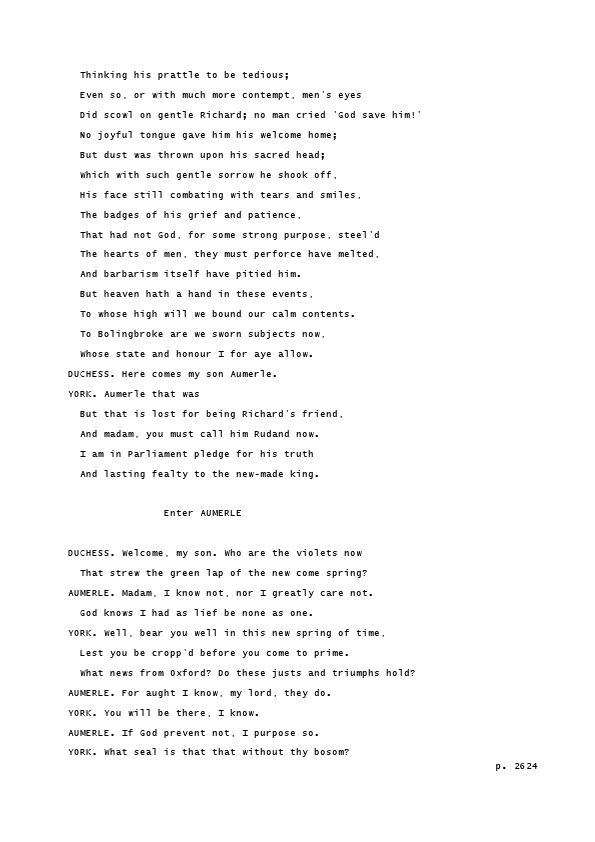 Thinking his prattle to be tedious;
Even so, or with much more contempt, men's eyes
Did scowl on gentle Richard; no man cried 'God save him!'
No joyful tongue gave him his welcome home;
But dust was thrown upon his sacred head;
Which with such gentle sorrow he shook off,
His face still combating with tears and smiles,
The badges of his grief and patience,
That had not God, for some strong purpose, steel'd
The hearts of men, they must perforce have melted,
And barbarism itself have pitied him.
But heaven hath a hand in these events,
To whose high will we bound our calm contents.
To Bolingbroke are we sworn subjects now,
Whose state and honour I for aye allow.
DUCHESS. Here comes my son Aumerle.
YORK. Aumerle that was
But that is lost for being Richard's friend,
And madam, you must call him Rudand now.
I am in Parliament pledge for his truth
And lasting fealty to the new-made king.
Enter AUMERLE
DUCHESS. Welcome, my son. Who are the violets now
That strew the green lap of the new come spring?
AUMERLE. Madam, I know not, nor I greatly care not.
God knows I had as lief be none as one.
YORK. Well, bear you well in this new spring of time,
Lest you be cropp'd before you come to prime.
What news from Oxford? Do these justs and triumphs hold?
AUMERLE. For aught I know, my lord, they do.
YORK. You will be there, I know.
AUMERLE. If God prevent not, I purpose so.
YORK. What seal is that that without thy bosom?
p. 2624